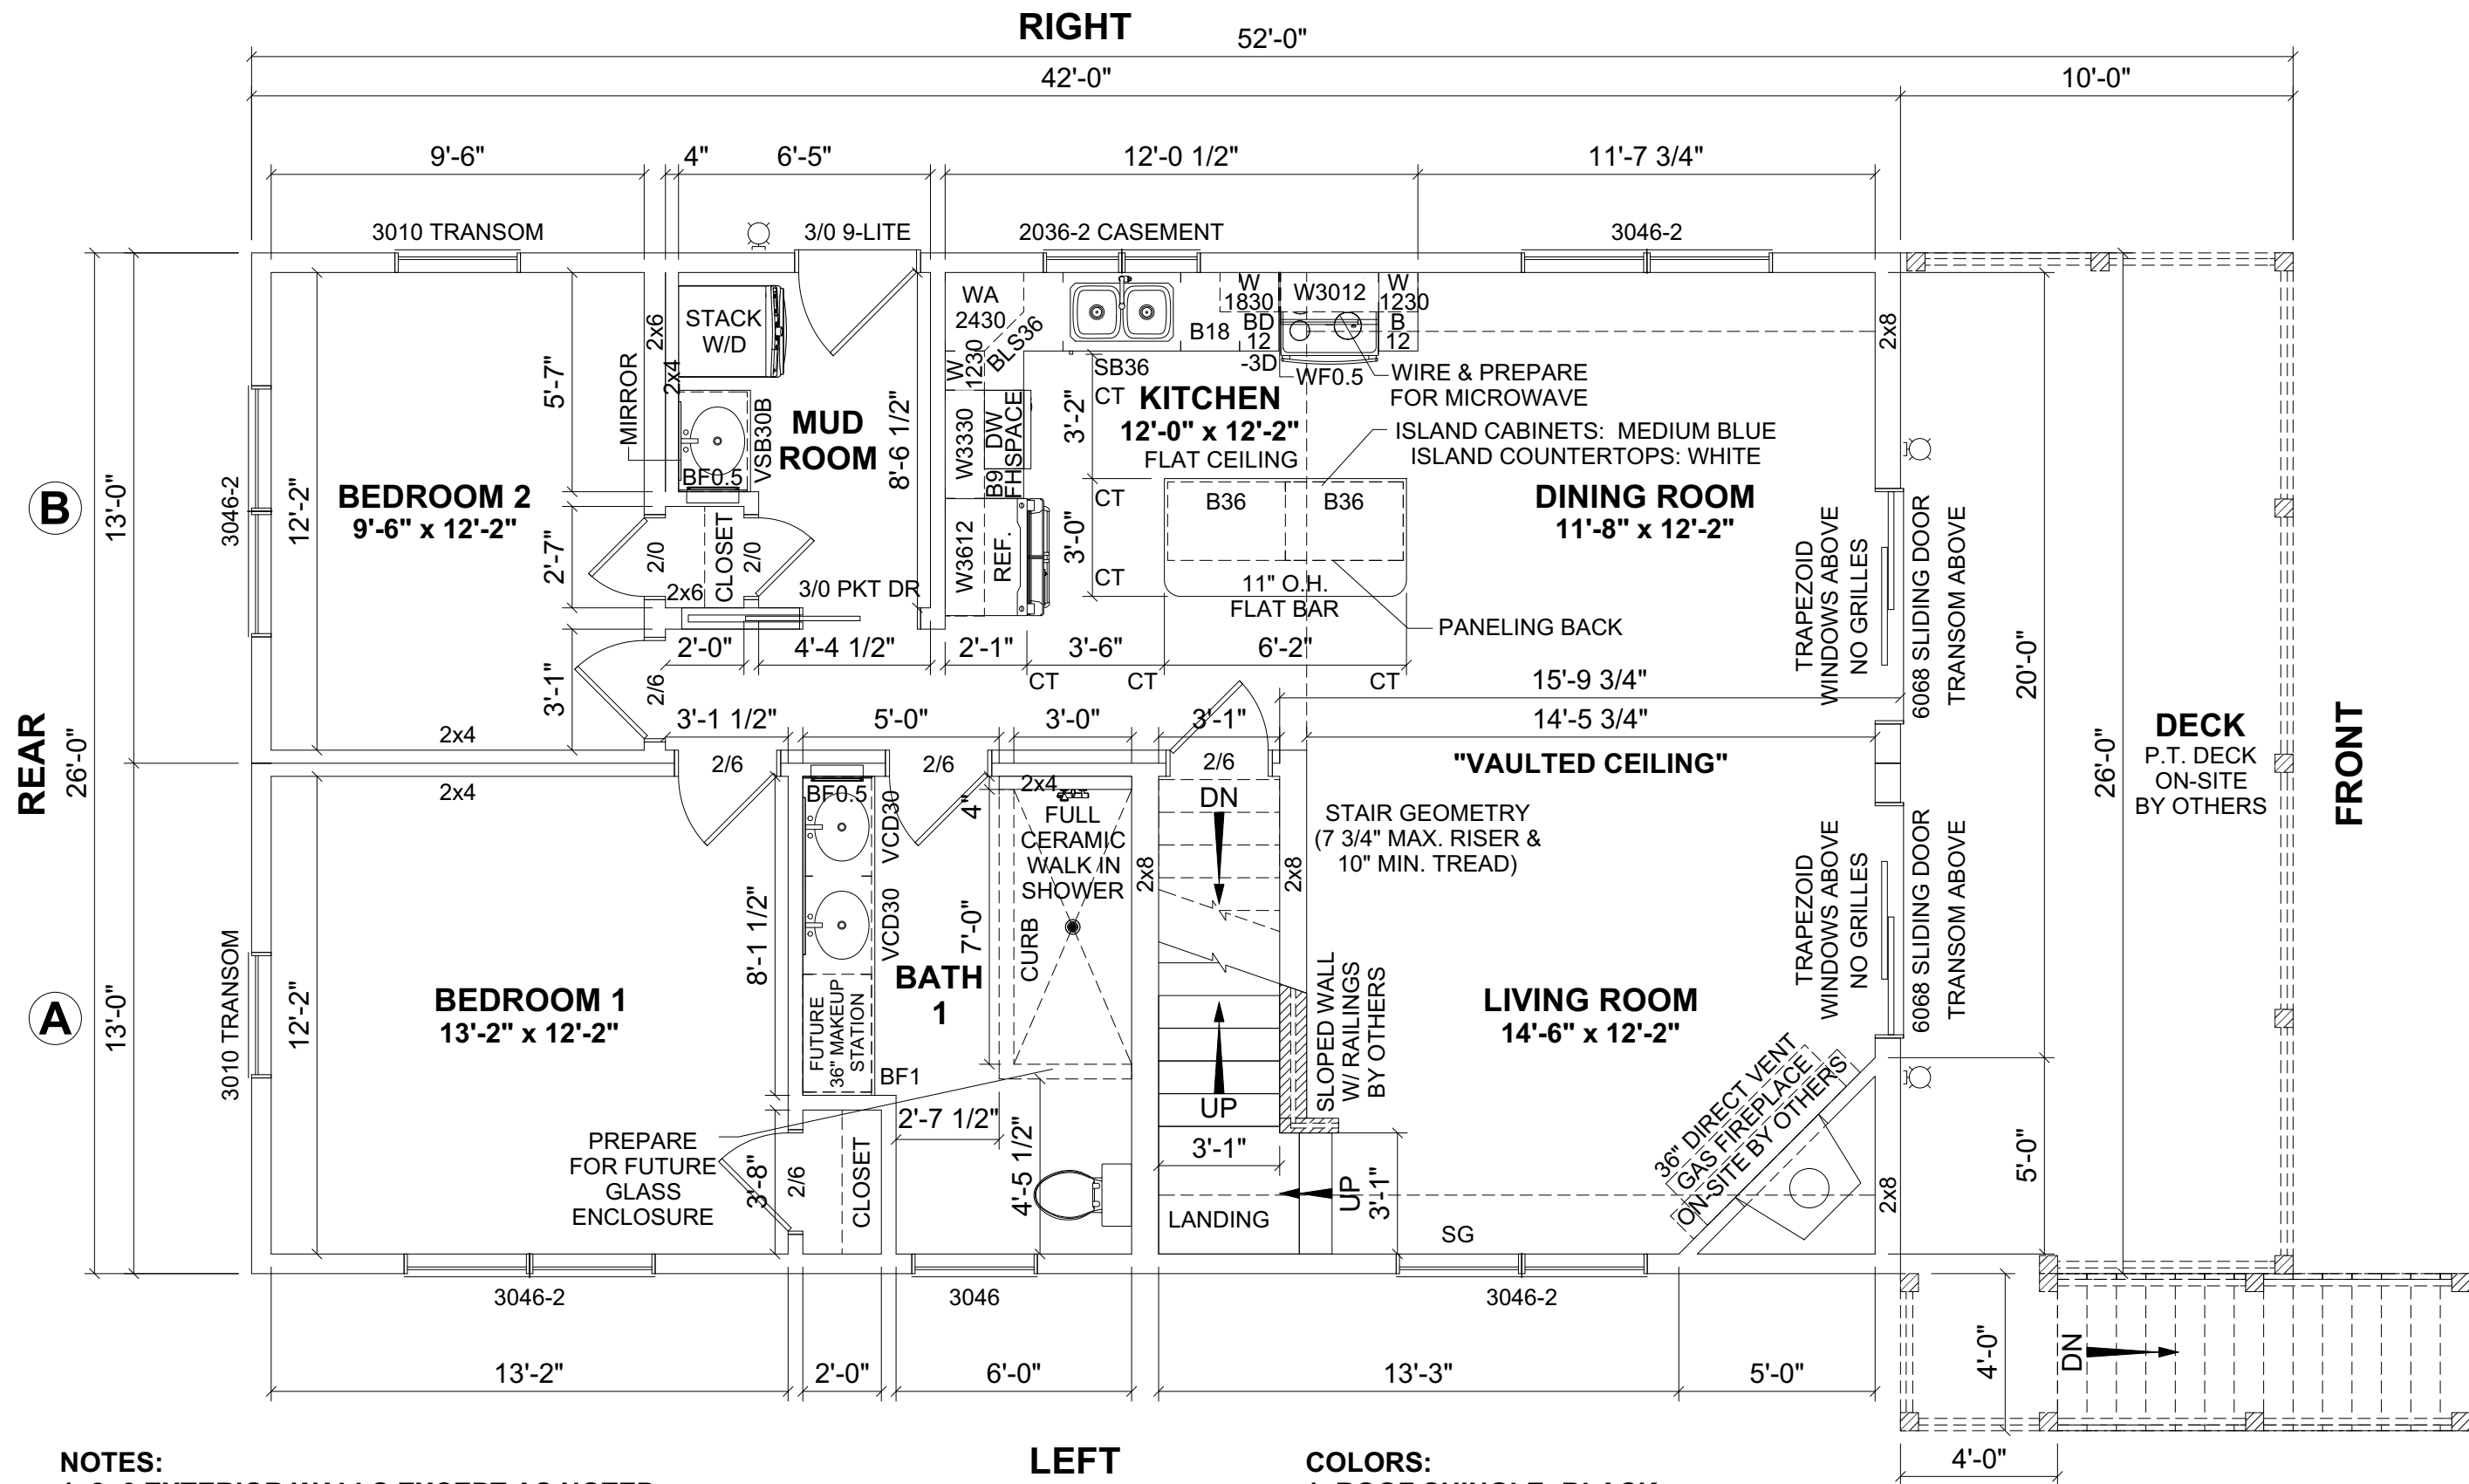 RIGHT
52'-0"
42'-0"
10'-0"
9'-6"
4"
6'-5"
12'-0 1/2"
11'-7 3/4"
3010 TRANSOM
3/0 9-LITE
2036-2 CASEMENT
3046-2
STACK
W/D
2x6
2x4
MIRROR
5'-7"
VSB30B
BF0.5
MUD
ROOM
8'-6 1/2"
WA
2430
W
1230
BLS36
W3330
B9
DW
FHSPACE
W3612
REF.
SB36
B18
W
1830
BD
12
-3D
W3012
W
1230
B
12
WF0.5
WIRE & PREPARE
FOR MICROWAVE
CT
KITCHEN
12'-0" x 12'-2"
FLAT CEILING
3'-2"
3'-0"
CT
CT
ISLAND CABINETS: MEDIUM BLUE
ISLAND COUNTERTOPS: WHITE
B36
B36
11" O.H.
FLAT BAR
PANELING BACK
DINING ROOM
11'-8" x 12'-2"
2x8
TRAPEZOID
WINDOWS ABOVE
NO GRILLES
6068 SLIDING DOOR
TRANSOM ABOVE
B
13'-0"
3046-2
12'-2"
BEDROOM 2
9'-6" x 12'-2"
2'-7"
2/0
CLOSET
2/0
2x6
3/0 PKT DR
2'-0"
4'-4 1/2"
2'-1"
3'-6"
6'-2"
CT
CT
CT
15'-9 3/4"
3'-1"
2/6
3'-1 1/2"
5'-0"
3'-0"
3'-1"
14'-5 3/4"
20'-0"
REAR
26'-0"
2x4
2x4
2/6
2/6
2/6
"VAULTED CEILING"
26'-0"
DECK
P.T. DECK
ON-SITE
BY OTHERS
FRONT
BF0.5
VCD30
VCD30
4"
2x4
FULL
CERAMIC
WALK IN
SHOWER
CURB
7'-0"
2x8
DN
2x8
STAIR GEOMETRY
(7 3/4" MAX. RISER &
10" MIN. TREAD)
8'-1 1/2"
BATH
1
FUTURE
36" MAKEUP
STATION
BF1
A
13'-0"
3010 TRANSOM
12'-2"
BEDROOM 1
13'-2" x 12'-2"
UP
SLOPED WALL
W/ RAILINGS
BY OTHERS
LIVING ROOM
14'-6" x 12'-2"
TRAPEZOID
WINDOWS ABOVE
NO GRILLES
6068 SLIDING DOOR
TRANSOM ABOVE
36" DIRECT VENT
GAS FIREPLACE
ON-SITE BY OTHERS
PREPARE
FOR FUTURE
GLASS
ENCLOSURE
3'-8"
2/6
CLOSET
2'-7 1/2"
4'-5 1/2"
3'-1"
LANDING
UP
3'-1"
SG
2x8
5'-0"
3046-2
3046
3046-2
13'-2"
2'-0"
6'-0"
13'-3"
5'-0"
4'-0"
DN
4'-0"
NOTES:
LEFT
COLORS: